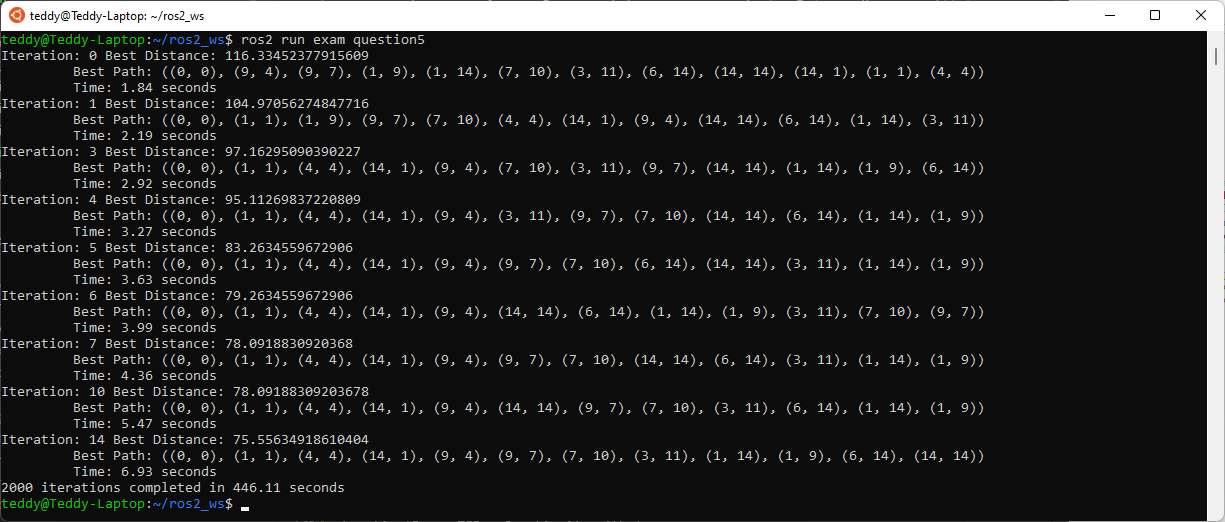 teddy@Teddy-Laptop: ~/ros2_ws
teddy@Teddy-Laptop:~/ros2_ws$ ros2 run exam question5
Iteration: 0 Best Distance: 116.33452377915609
Best Path: ((0, 0), (9, 4), (9, 7), (1, 9), (1, 14), (7, 10), (3, 11), (6, 14), (14, 14), (14, 1), (1, 1), (4, 4))
Time: 1.84 seconds
Iteration: 1 Best Distance: 104.97056274847716
Best Path: ((0, 0), (1, 1), (1, 9), (9, 7), (7, 10), (4, 4), (14, 1), (9, 4), (14, 14), (6, 14), (1, 14), (3, 11))
Time: 2.19 seconds
Iteration: 3 Best Distance: 97.16295090390227
Best Path: ((0, 0), (1, 1), (4, 4), (14, 1), (9, 4), (7, 10), (3, 11), (9, 7), (14, 14), (1, 14), (1, 9), (6, 14))
Time: 2.92 seconds
Iteration: 4 Best Distance: 95.11269837220809
Best Path: ((0, 0), (1, 1), (4, 4), (14, 1), (9, 4), (3, 11), (9, 7), (7, 10), (14, 14), (6, 14), (1, 14), (1, 9))
Time: 3.27 seconds
Iteration: 5 Best Distance: 83.2634559672906
Best Path: ((0, 0), (1, 1), (4, 4), (14, 1), (9, 4), (9, 7), (7, 10), (6, 14), (14, 14), (3, 11), (1, 14), (1, 9))
Time: 3.63 seconds
Iteration: 6 Best Distance: 79.2634559672906
Best Path: ((0, 0), (1, 1), (4, 4), (14, 1), (9, 4), (14, 14), (6, 14), (1, 14), (1, 9), (3, 11), (7, 10), (9, 7))
Time: 3.99 seconds
Iteration: 7 Best Distance: 78.0918830920368
Best Path: ((0, 0), (1, 1), (4, 4), (14, 1), (9, 4), (9, 7), (7, 10), (14, 14), (6, 14), (3, 11), (1, 14), (1, 9))
Time: 4.36 seconds
Iteration: 10 Best Distance: 78.09188309203678
Best Path: ((0, 0), (1, 1), (4, 4), (14, 1), (9, 4), (14, 14), (9, 7), (7, 10), (3, 11), (6, 14), (1, 14), (1, 9))
Time: 5.47 seconds
Iteration: 14 Best Distance: 75.55634918610404
Best Path: ((0, 0), (1, 1), (4, 4), (14, 1), (9, 4), (9, 7), (7, 10), (3, 11), (1, 14), (1, 9), (6, 14), (14, 14))
Time: 6.93 seconds
2000 iterations completed in 446.11 seconds
teddy@Teddy-Laptop:~/ros2_ws$